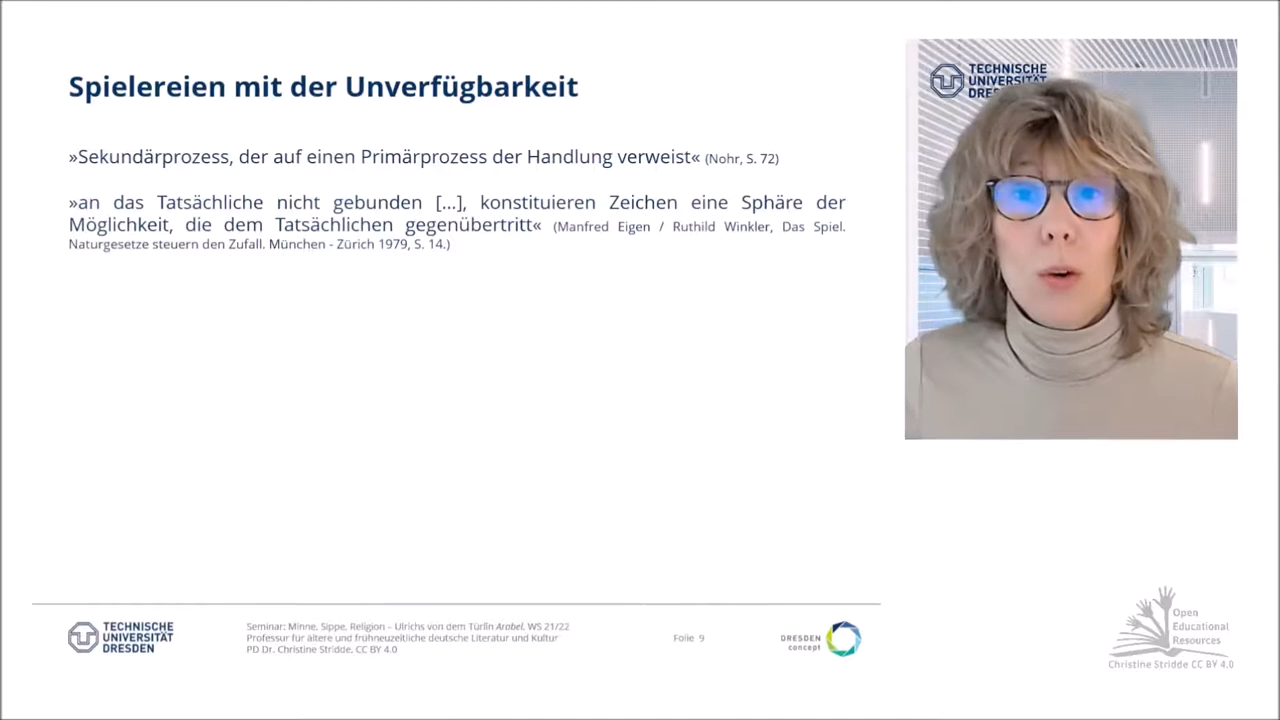 Spielereien mit der Unverfügbarkeit
»Sekundärprozess, der auf einen Primärprozess der Handlung verweist« (Nohr, S. 72)
»an das Tatsächliche nicht gebunden [...], konstituieren Zeichen eine Sphäre der
Möglichkeit, die dem Tatsächlichen gegenübertritt« (Manfred Eigen / Ruthild Winkler, Das Spiel.
Naturgesetze steuern den Zufall. München - Zürich 1979, S. 14.)
TECHNISCHE
UNIVERSITÄT
DRES
TECHNISCHE
UNIVERSITÄT
DRESDEN
Seminar: Minne, Sippe, Religion – Ulrichs von dem Türlin Arabel, WS 21/22
Professur für ältere und frühneuzeitliche deutsche Literatur und Kultur
PD Dr. Christine Stridde, CC BY 4.0
Folie 9
DRESDEN
concept
Open
Educational
Resources
Christine Stridde CC BY 4.0